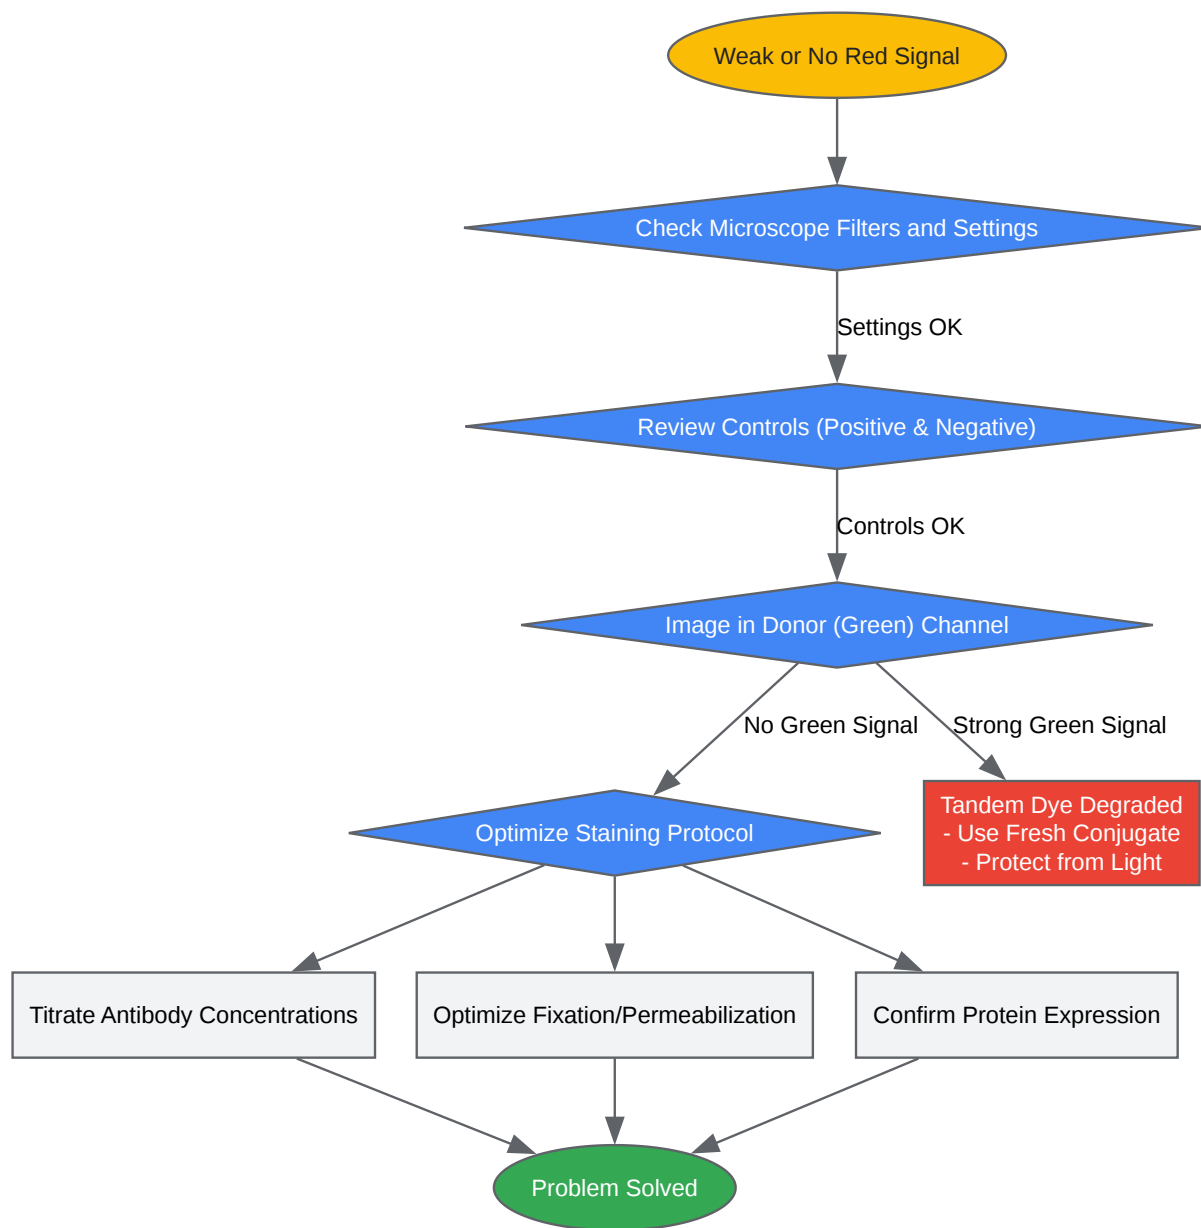 Weak or No Red Signal
Check Microscope Filters and Settings
Settings OK
Review Controls (Positive & Negative)
Controls OK
Image in Donor (Green) Channel
No Green Signal
Strong Green Signal
Tandem Dye Degraded
- Use Fresh Conjugate
- Protect from Light
Optimize Staining Protocol
Titrate Antibody Concentrations
Optimize Fixation/Permeabilization
Confirm Protein Expression
Problem Solved